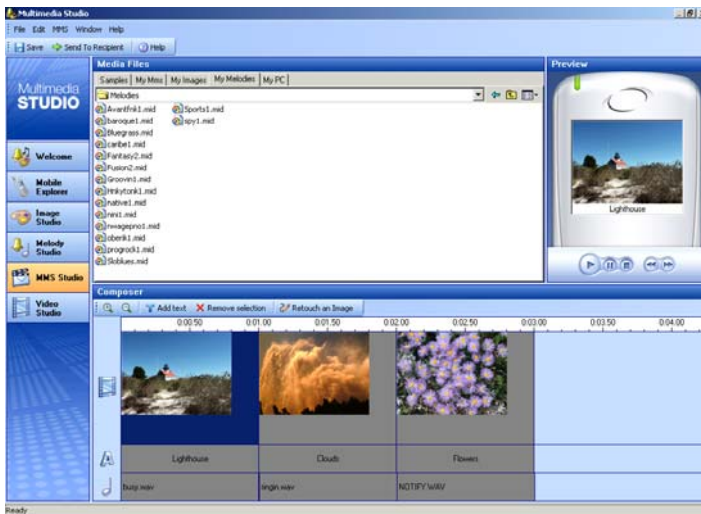 Multimedia Studio
File Edit MMS Window Help
Save Send To Recipient Help
Multimedia
STUDIO
Welcome
Mobile
Explorer
Image
Studio
Melody
Studio
MMS Studio
Video
Studio
Media Files
Samples My Mms My Images My Melodies My PC
Melodies
Avantfnk1.mid
baroque1.mid
Bluegrass.mid
caribe1.mid
Fantasy2.mid
Fusion2.mid
Groovin1.mid
Hnkytonk1.mid
native1.mid
nini1.mid
nwagepno1.mid
oberik1.mid
progrock1.mid
Sloblues.mid
Sports1.mid
spy1.mid
Preview
Lighthouse
Composer
Add text Remove selection Retouch an Image
0:00.50 0:01.00 0:01.50 0:02.00 0:02.50 0:03.00 0:03.50 0:04.00
Lighthouse Clouds Flowers
busy.wav ringin.wav NOTIFY.WAV
Ready